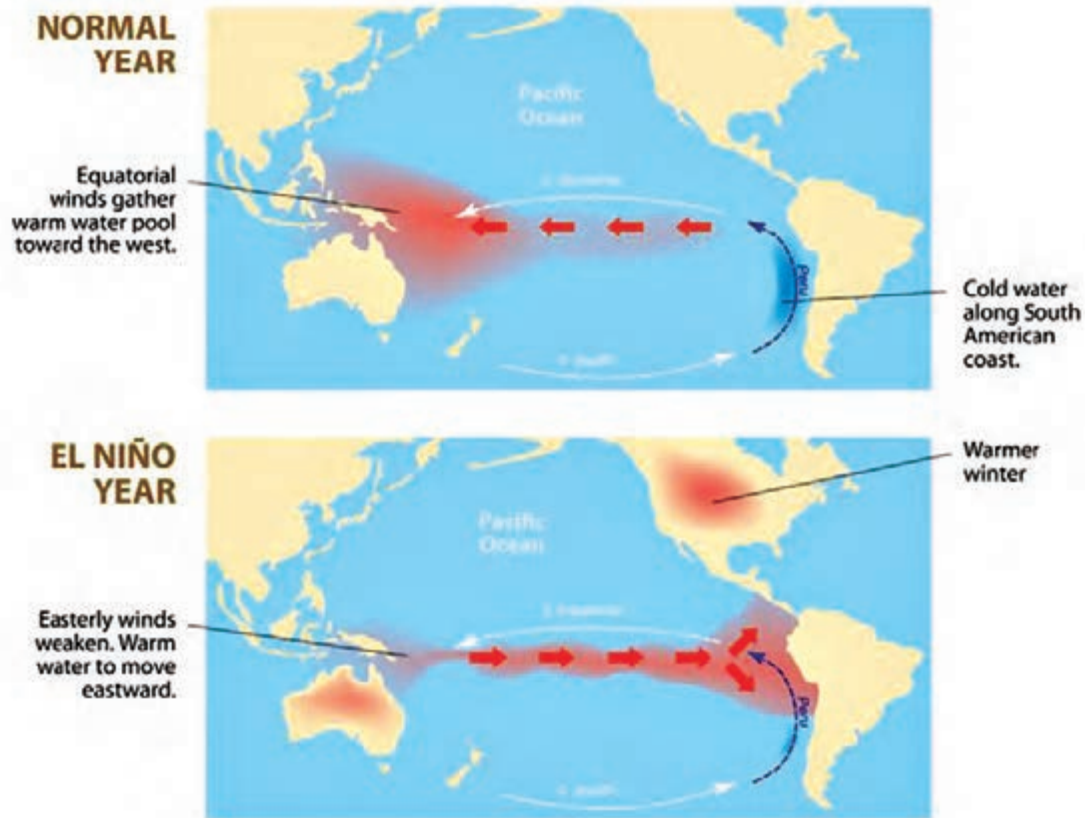 NORMAL
YEAR
Pacific
Ocean
Equatorial
winds gather
warm water pool
toward the west.
Peru
Cold water
along South
American
coast.
EL NIÑO
YEAR
Warmer
winter
Pacific
Ocean
Easterly winds
weaken. Warm
water to move
eastward.
Peru